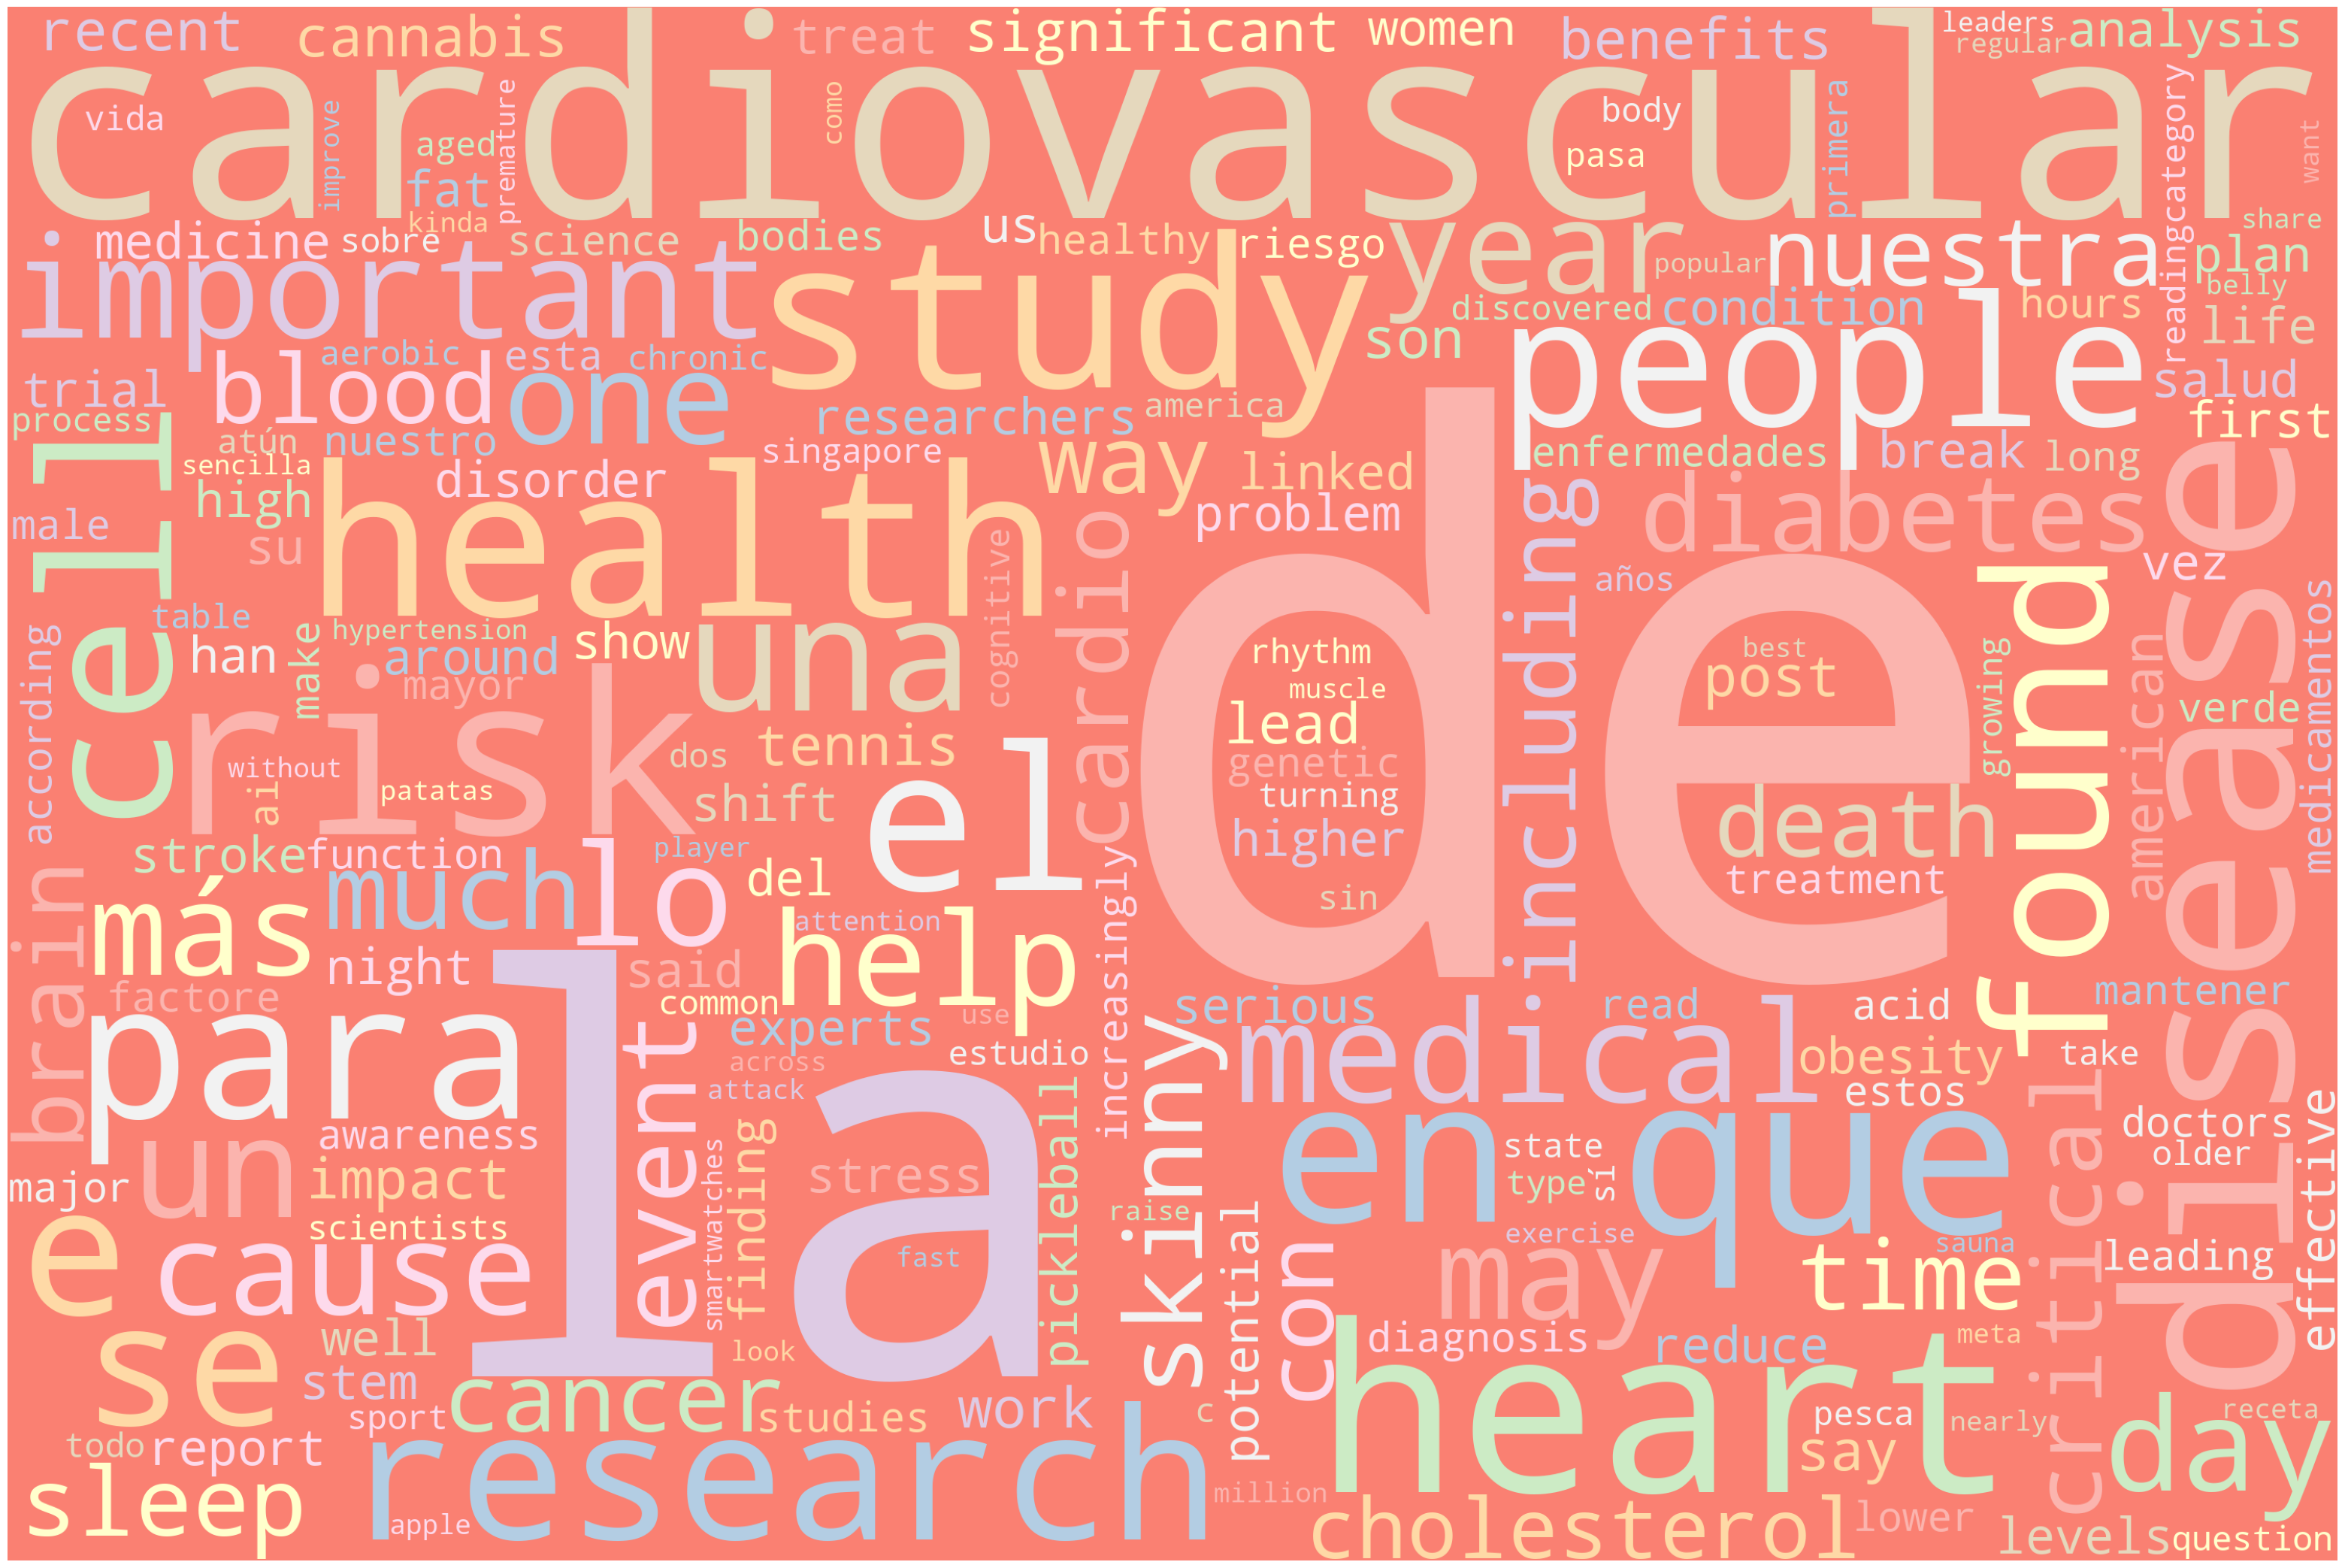 recent
cannabis
treat
significant
women
benefits
leaders
regular
analysis
cardiovascular
vida
improve
aged
fat
kinda
premature
como
body
pasa
primera
readingcategory
want
share
medicine
sobre
science
bodies
us
healthy
riesgo
year
popular
nuestra
plan
belly
important
study
discovered
condition
hours
life
people
son
trial
aerobic
esta
chronic
blood
one
researchers
america
salud
process
atún
nuestro
sencilla
singapore
way
linked
enfermedades
break
long
first
cell
high
disorder
problem
male
su
health
cardio
including
diabetes
vez
disease
cognitive
años
found
table
hypertension
han
make
around
show
una
mayor
according
rhythm
muscle
best
post
growing
american
verde
medicamentos
de
risk
without
ai
patatas
dos
tennis
shift
el
lead
genetic
turning
higher
death
treatment
sin
stroke
function
player
much
lo
del
más
brain
night
attention
help
said
increasingly
factore
common
use
experts
across
estudio
attack
serious
read
acid
mantener
medical
obesity
take
estos
para
un
awareness
impact
event
la
smartwatches
finding
stress
pickleball
skinny
raise
en
que
state
type
sí
exercise
sauna
critical
doctors
older
effective
major
scientists
e
cause
fast
look
potential
con
may
time
leading
well
se
stem
diagnosis
reduce
meta
heart
cancer
studies
sport
work
c
pesca
nearly
say
receta
day
todo
report
research
million
sleep
apple
cholesterol
lower
levels
question